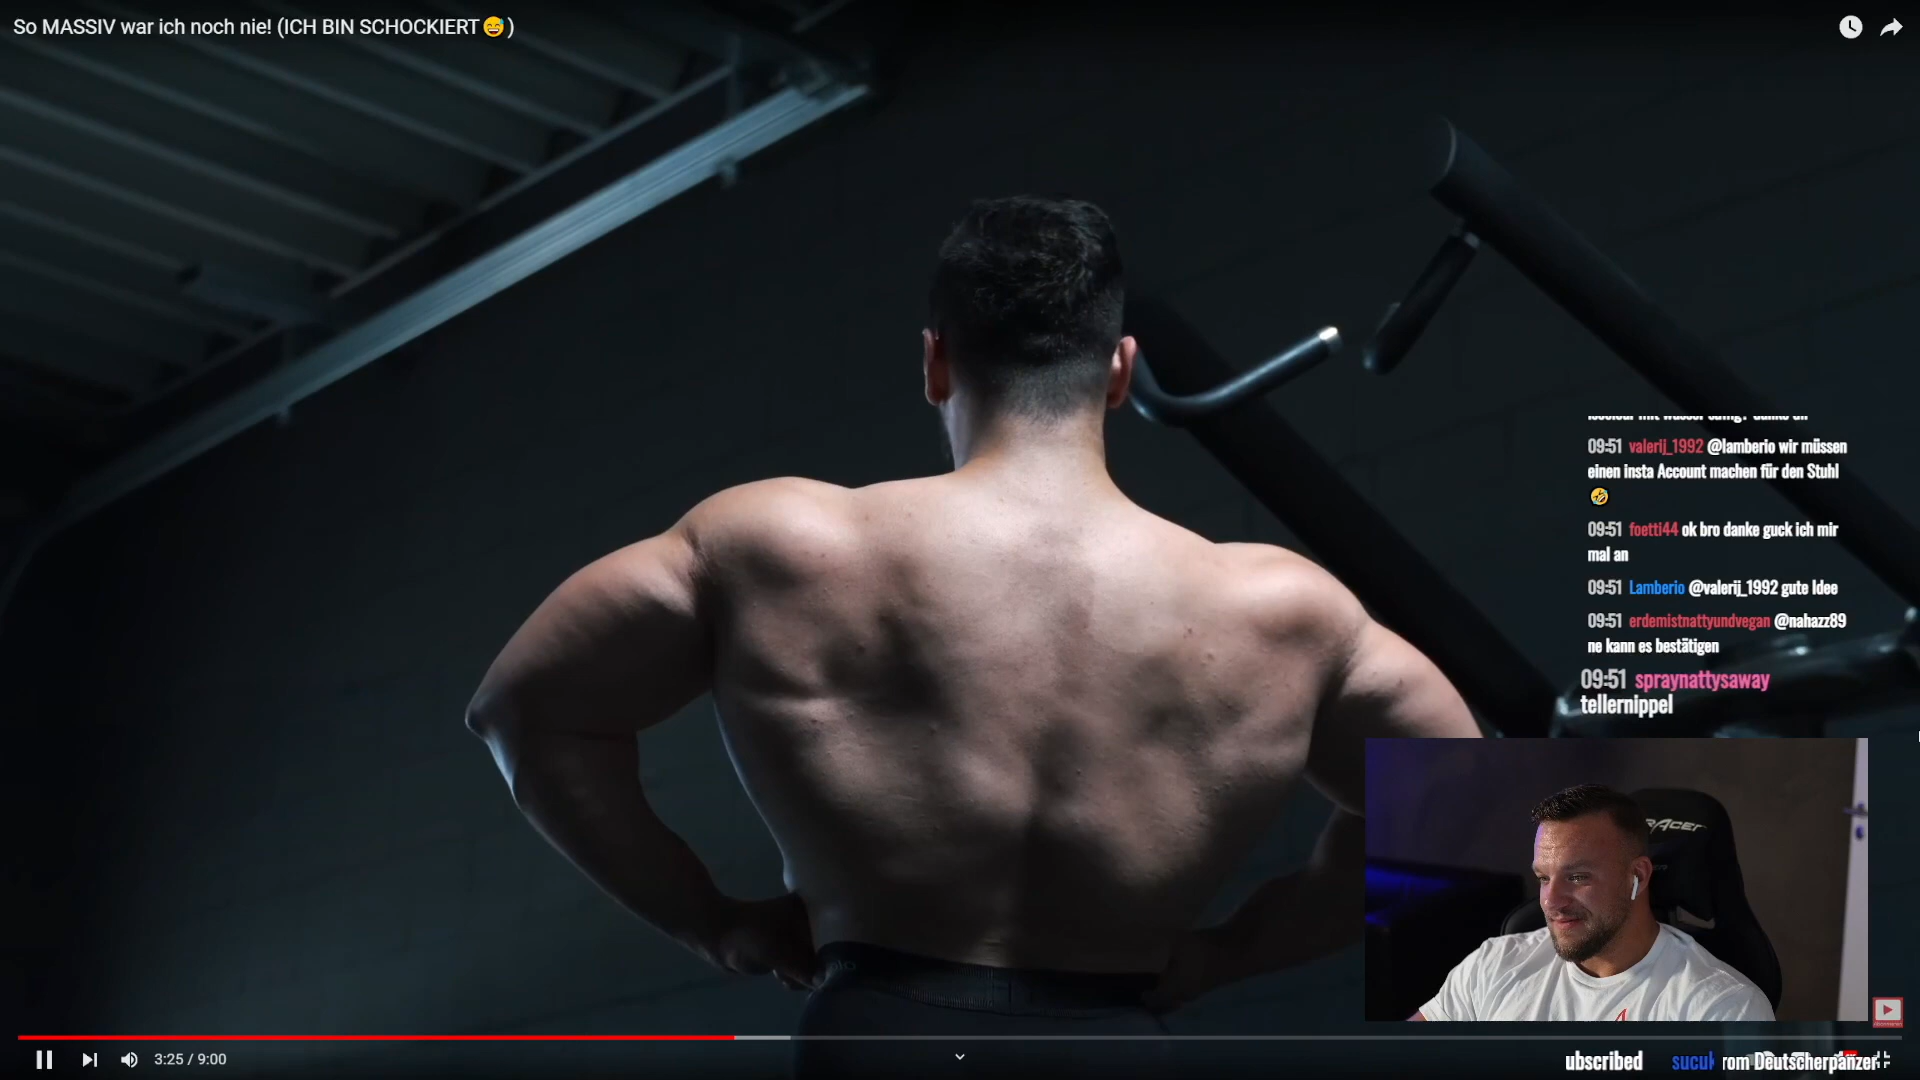 So MASSIV war ich noch nie! (ICH BIN SCHOCKIERT😅)
09:51 valerij_1992 @lamberio wir müssen
einen insta Account machen für den Stuhl
🤣
09:51 foetti44 ok bro danke guck ich mir
mal an
09:51 Lamberio @valerij_1992 gute Idee
09:51 erdemistnattyundvegan @nahazz89
ne kann es bestätigen
09:51 spraynattysaway
tellernippel
3:25 / 9:00
ubscribed rom Deutscherpanzer